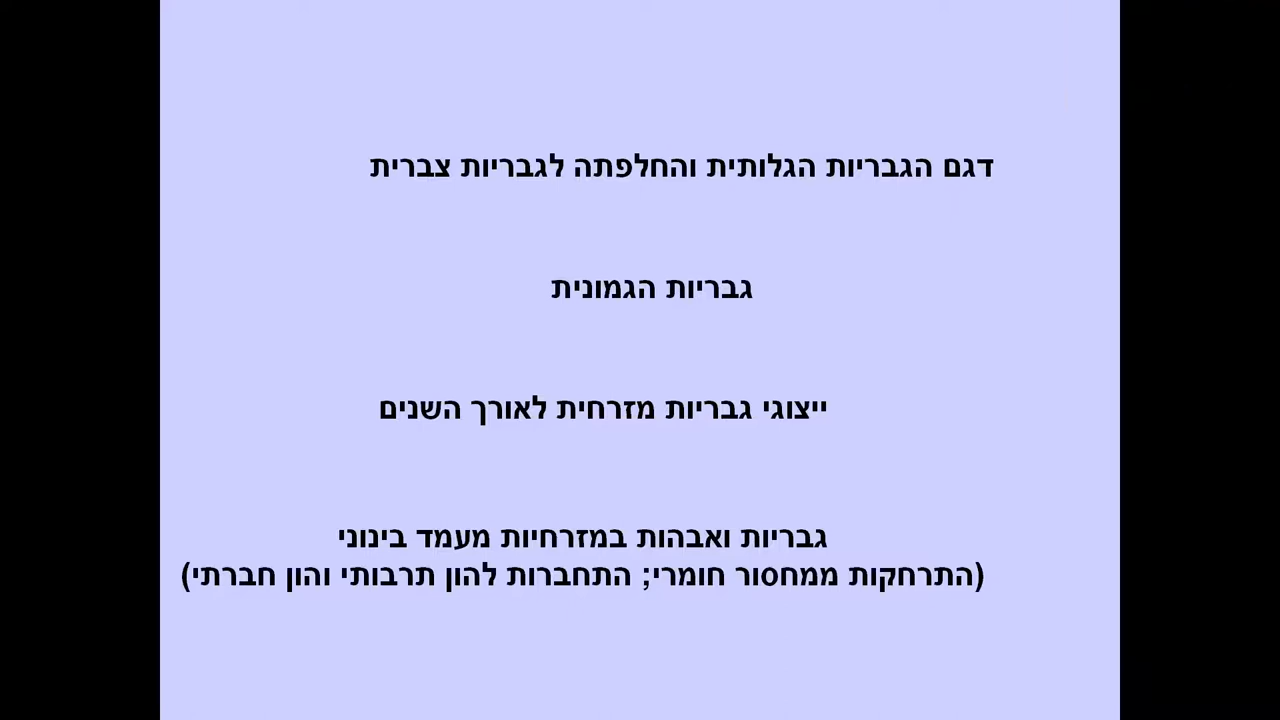 דגם הגבריות הגלותית והחלפתה לגבריות צברית
גבריות הגמונית
ייצוגי גבריות מזרחית לאורך השנים
גבריות ואבהות במזרחיות מעמד בינוני
(התרחקות ממחסור חומרי; התחברות להון תרבותי והון חברתי)